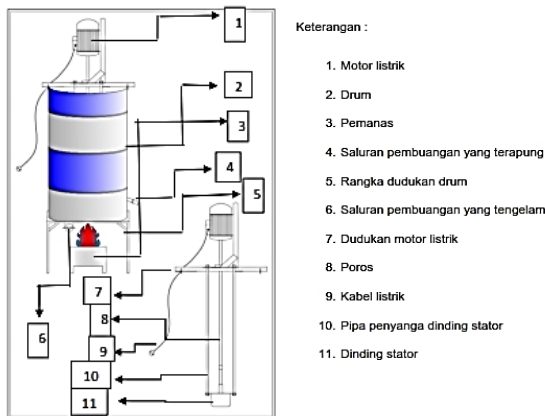 1
2
3
4
5
6
7
8
9
10
11
Keterangan :
1. Motor listrik
2. Drum
3. Pemanas
4. Saluran pembuangan yang terapung
5. Rangka dudukan drum
6. Saluran pembuangan yang tengelam
7. Dudukan motor listrik
8. Poros
9. Kabel listrik
10. Pipa penyanga dinding stator
11. Dinding stator